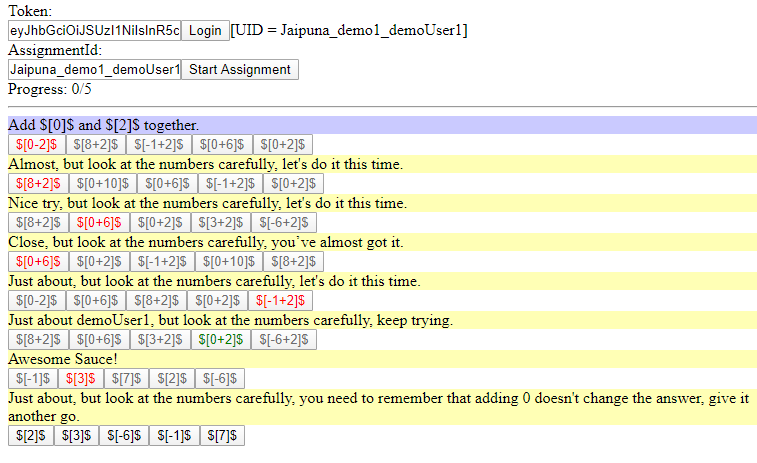 Token:
eyJhbGciOiJSUzI1NiIsInR5c Login [UID = Jaipuna_demo1_demoUser1]
AssignmentId:
Jaipuna_demo1_demoUser1 Start Assignment
Progress: 0/5
Add $[0]$ and $[2]$ together.
$[0-2]$ $[8+2]$ $[-1+2]$ $[0+6]$ $[0+2]$
Almost, but look at the numbers carefully, let's do it this time.
$[8+2]$ $[0+10]$ $[0+6]$ $[-1+2]$ $[0+2]$
Nice try, but look at the numbers carefully, let's do it this time.
$[8+2]$ $[0+6]$ $[0+2]$ $[3+2]$ $[-6+2]$
Close, but look at the numbers carefully, you've almost got it.
$[0+6]$ $[0+2]$ $[-1+2]$ $[0+10]$ $[8+2]$
Just about, but look at the numbers carefully, let's do it this time.
$[0-2]$ $[0+6]$ $[8+2]$ $[0+2]$ $[-1+2]$
Just about demoUser1, but look at the numbers carefully, keep trying.
$[8+2]$ $[0+6]$ $[3+2]$ $[0+2]$ $[-6+2]$
Awesome Sauce!
$[-1]$ $[3]$ $[7]$ $[2]$ $[-6]$
Just about, but look at the numbers carefully, you need to remember that adding 0 doesn't change the answer, give it
another go.
$[2]$ $[3]$ $[-6]$ $[-1]$ $[7]$